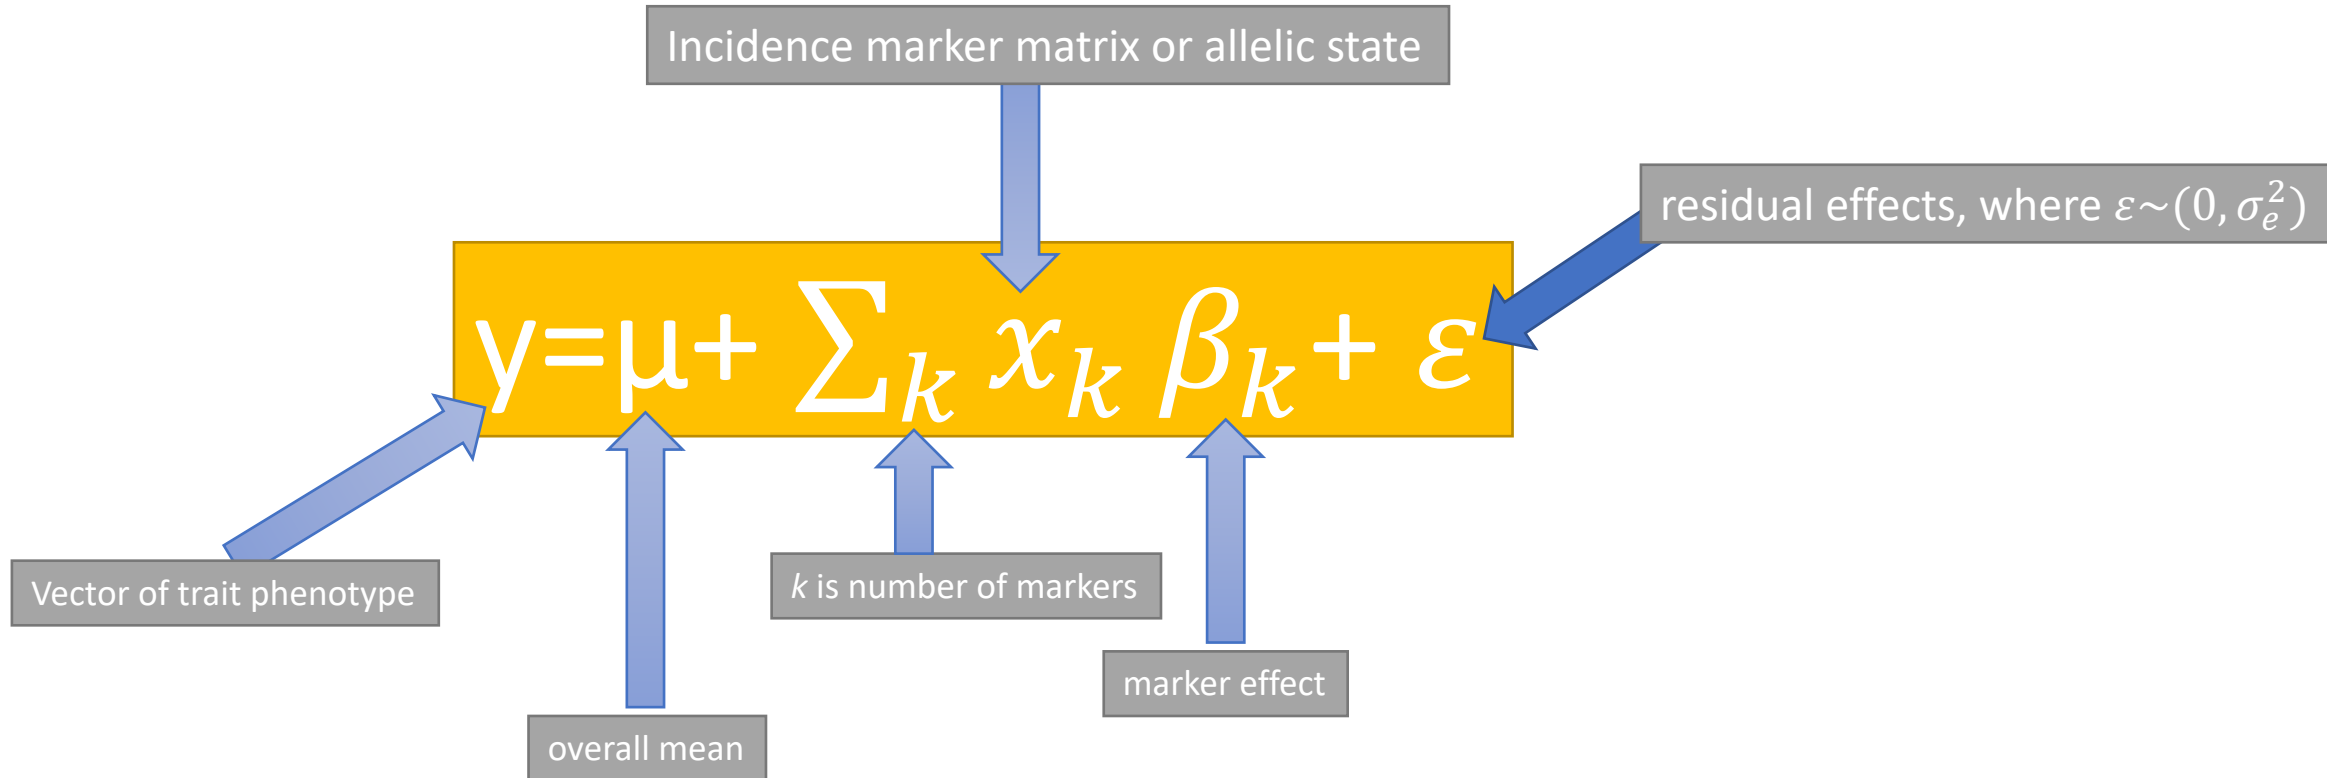 Incidence marker matrix or allelic state
residual effects, where ε~(0, σ_e^2)
y=μ+ ∑_k x_k β_k + ε
Vector of trait phenotype
k is number of markers
marker effect
overall mean